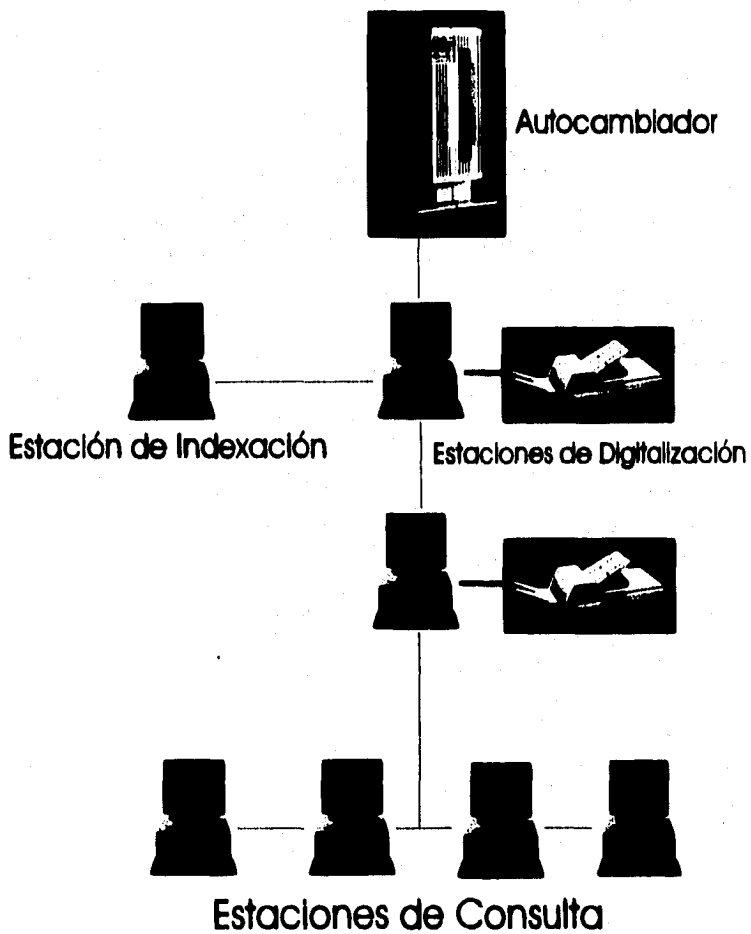 Autocambiador
Estación de Indexación
Estaciones de Digitalización
Estaciones de Consulta